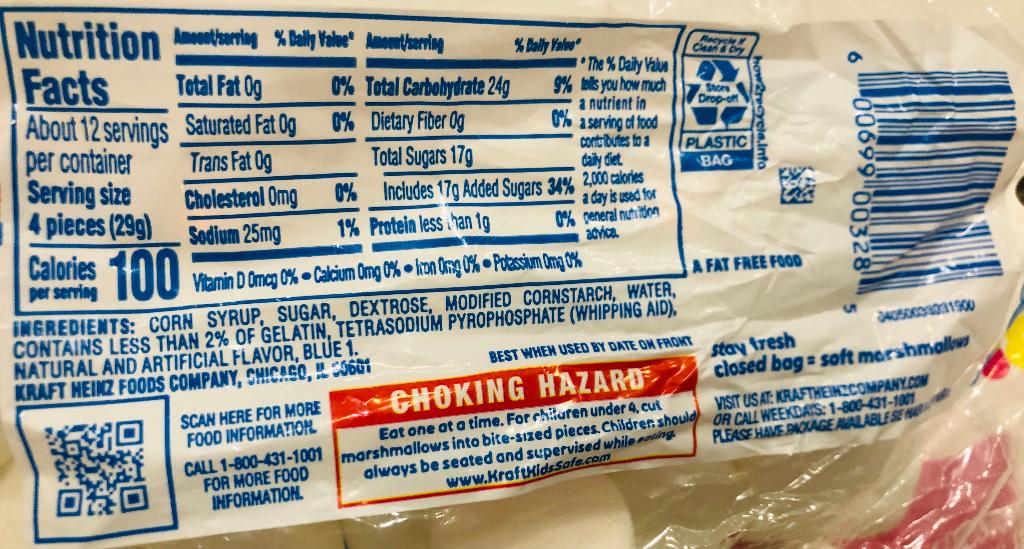 Nutrition Facts
About 12 servings per container
Serving size
4 pieces (29g)
Calories per serving 100
Amount/serving % Daily Value*
Total Fat 0g 0%
Saturated Fat 0g 0%
Trans Fat 0g
Cholesterol 0mg 0%
Sodium 25mg 1%
Amount/serving % Daily Value*
Total Carbohydrate 24g 9%
Dietary Fiber 0g 0%
Total Sugars 17g
Includes 17g Added Sugars 34%
Protein less than 1g 0%
Vitamin D 0mcg 0% • Calcium 0mg 0% • Iron 0mg 0% • Potassium 0mg 0%
* The % Daily Value
tells you how much
a nutrient in
a serving of food
contributes to a
daily diet.
2,000 calories
a day is used for
general nutrition
advice.
Recycle if
Clean & Dry
Store
Drop-off
PLASTIC
BAG
how2recycle.info
6 00699 00328 5
A FAT FREE FOOD
INGREDIENTS: CORN SYRUP, SUGAR, DEXTROSE, MODIFIED CORNSTARCH, WATER,
CONTAINS LESS THAN 2% OF GELATIN, TETRASODIUM PYROPHOSPHATE (WHIPPING AID),
NATURAL AND ARTIFICIAL FLAVOR, BLUE 1.
KRAFT HEINZ FOODS COMPANY, CHICAGO, IL 60601
BEST WHEN USED BY DATE ON FRONT
SCAN HERE FOR MORE
FOOD INFORMATION.
CALL 1-800-431-1001
FOR MORE FOOD
INFORMATION.
CHOKING HAZARD
Eat one at a time. For children under 4, cut
marshmallows into bite-sized pieces. Children should
always be seated and supervised while eating.
www.KraftKidsSafe.com
stay fresh
closed bag = soft marshmallows
VISIT US AT: KRAFTHEINZCOMPANY.COM
OR CALL WEEKDAYS: 1-800-431-1001
PLEASE HAVE PACKAGE AVAILABLE